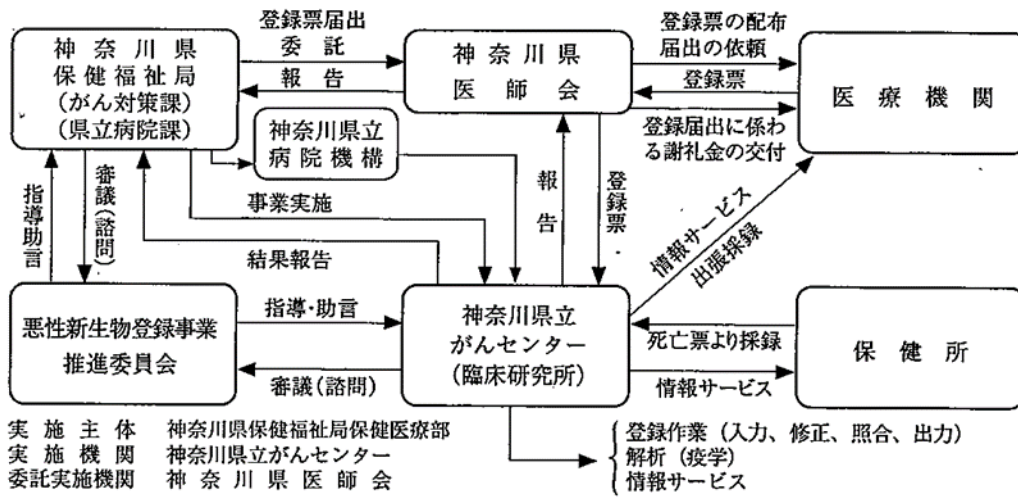 神奈川県
保健福祉局
(がん対策課)
(県立病院課)
登録票届出
委託
報告
神奈川県
医師会
登録票の配布
届出の依頼
登録票
登録届出に係わ
る謝礼金の交付
医療機関
神奈川県立
病院機構
指導助言
審議(諮問)
事業実施
結果報告
報告
登録票
情報サービス
出張採録
悪性新生物登録事業
推進委員会
指導・助言
審議(諮問)
神奈川県立
がんセンター
(臨床研究所)
死亡票より採録
情報サービス
保健所
実施主体 神奈川県保健福祉局保健医療部
実施機関 神奈川県立がんセンター
委託実施機関 神奈川県医師会
登録作業(入力、修正、照合、出力)
解析(疫学)
情報サービス